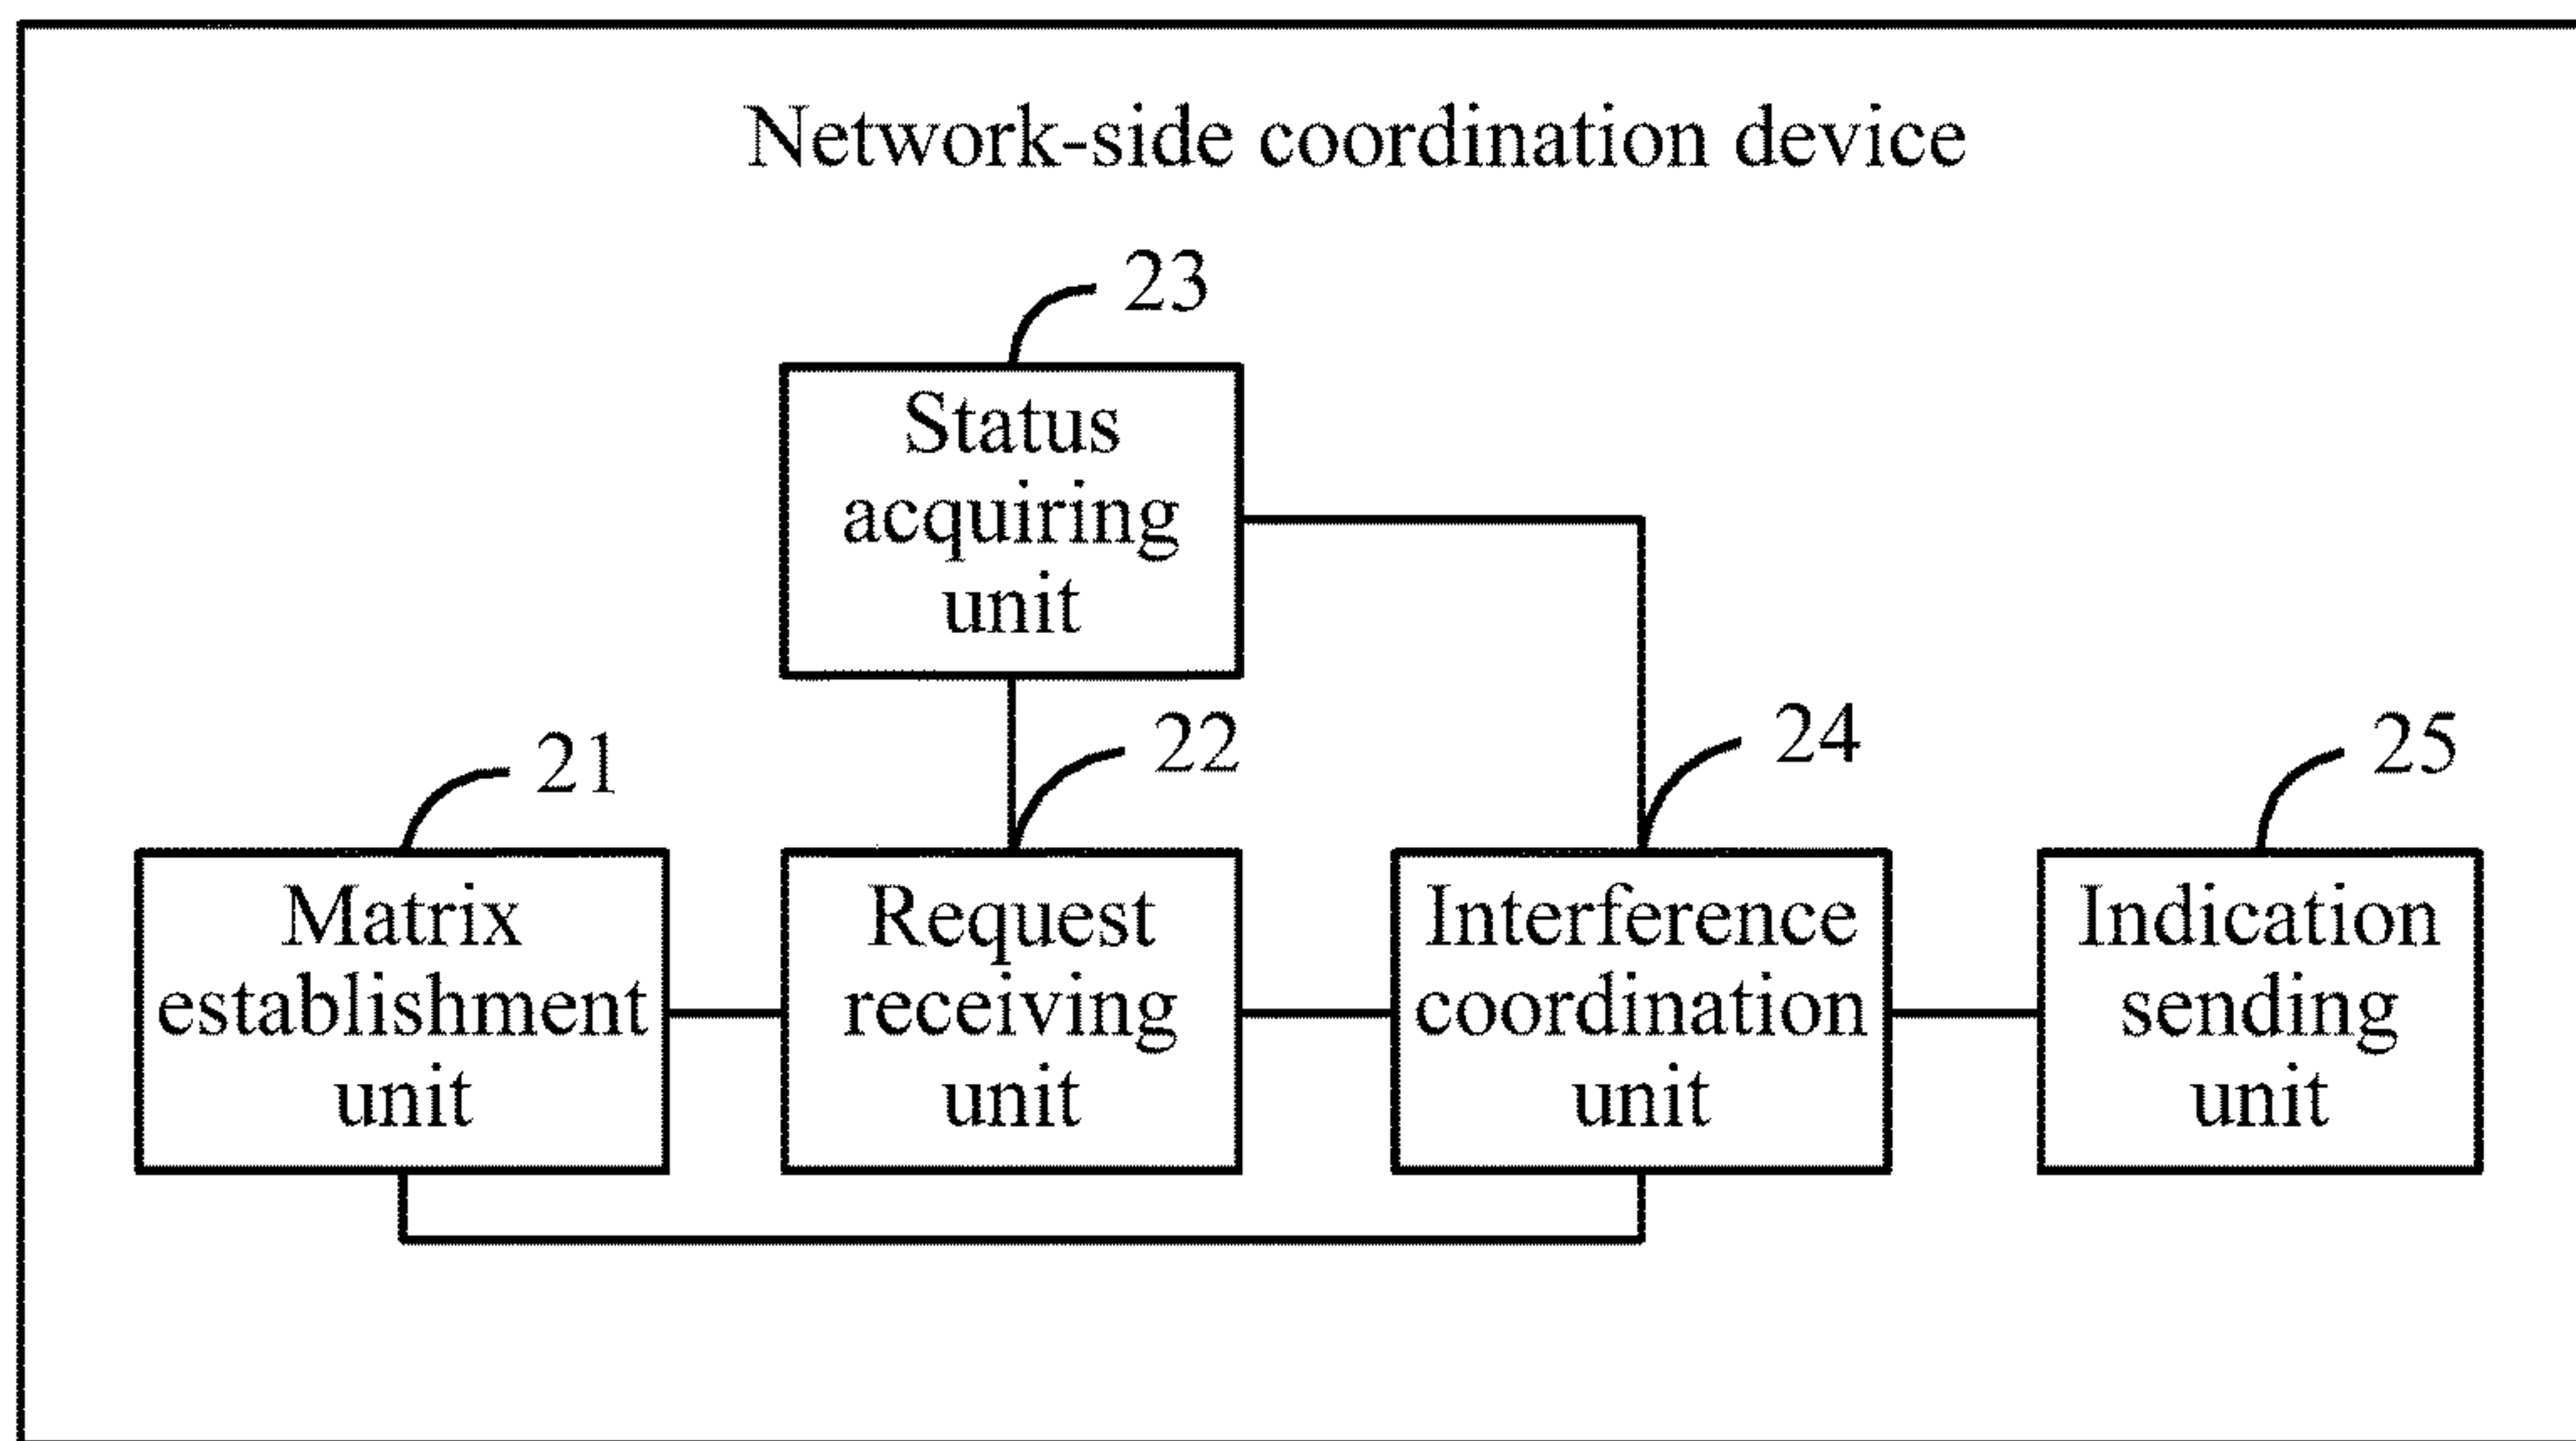 Network-side coordination device
23
Status
acquiring
unit
21
22
24
25
Matrix
establishment
unit
Request
receiving
unit
Interference
coordination
unit
Indication
sending
unit